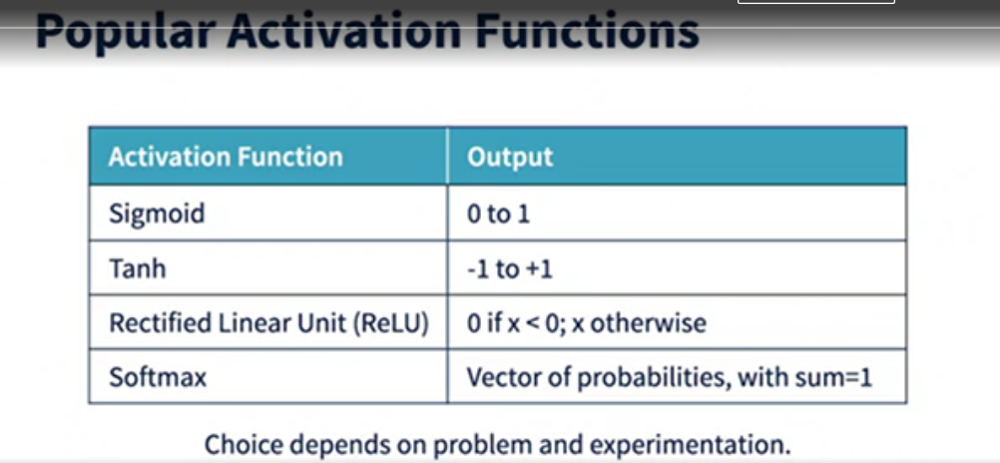 Popular Activation Functions
Activation Function Output
Sigmoid 0 to 1
Tanh -1 to +1
Rectified Linear Unit (ReLU) 0 if x < 0; x otherwise
Softmax Vector of probabilities, with sum=1
Choice depends on problem and experimentation.